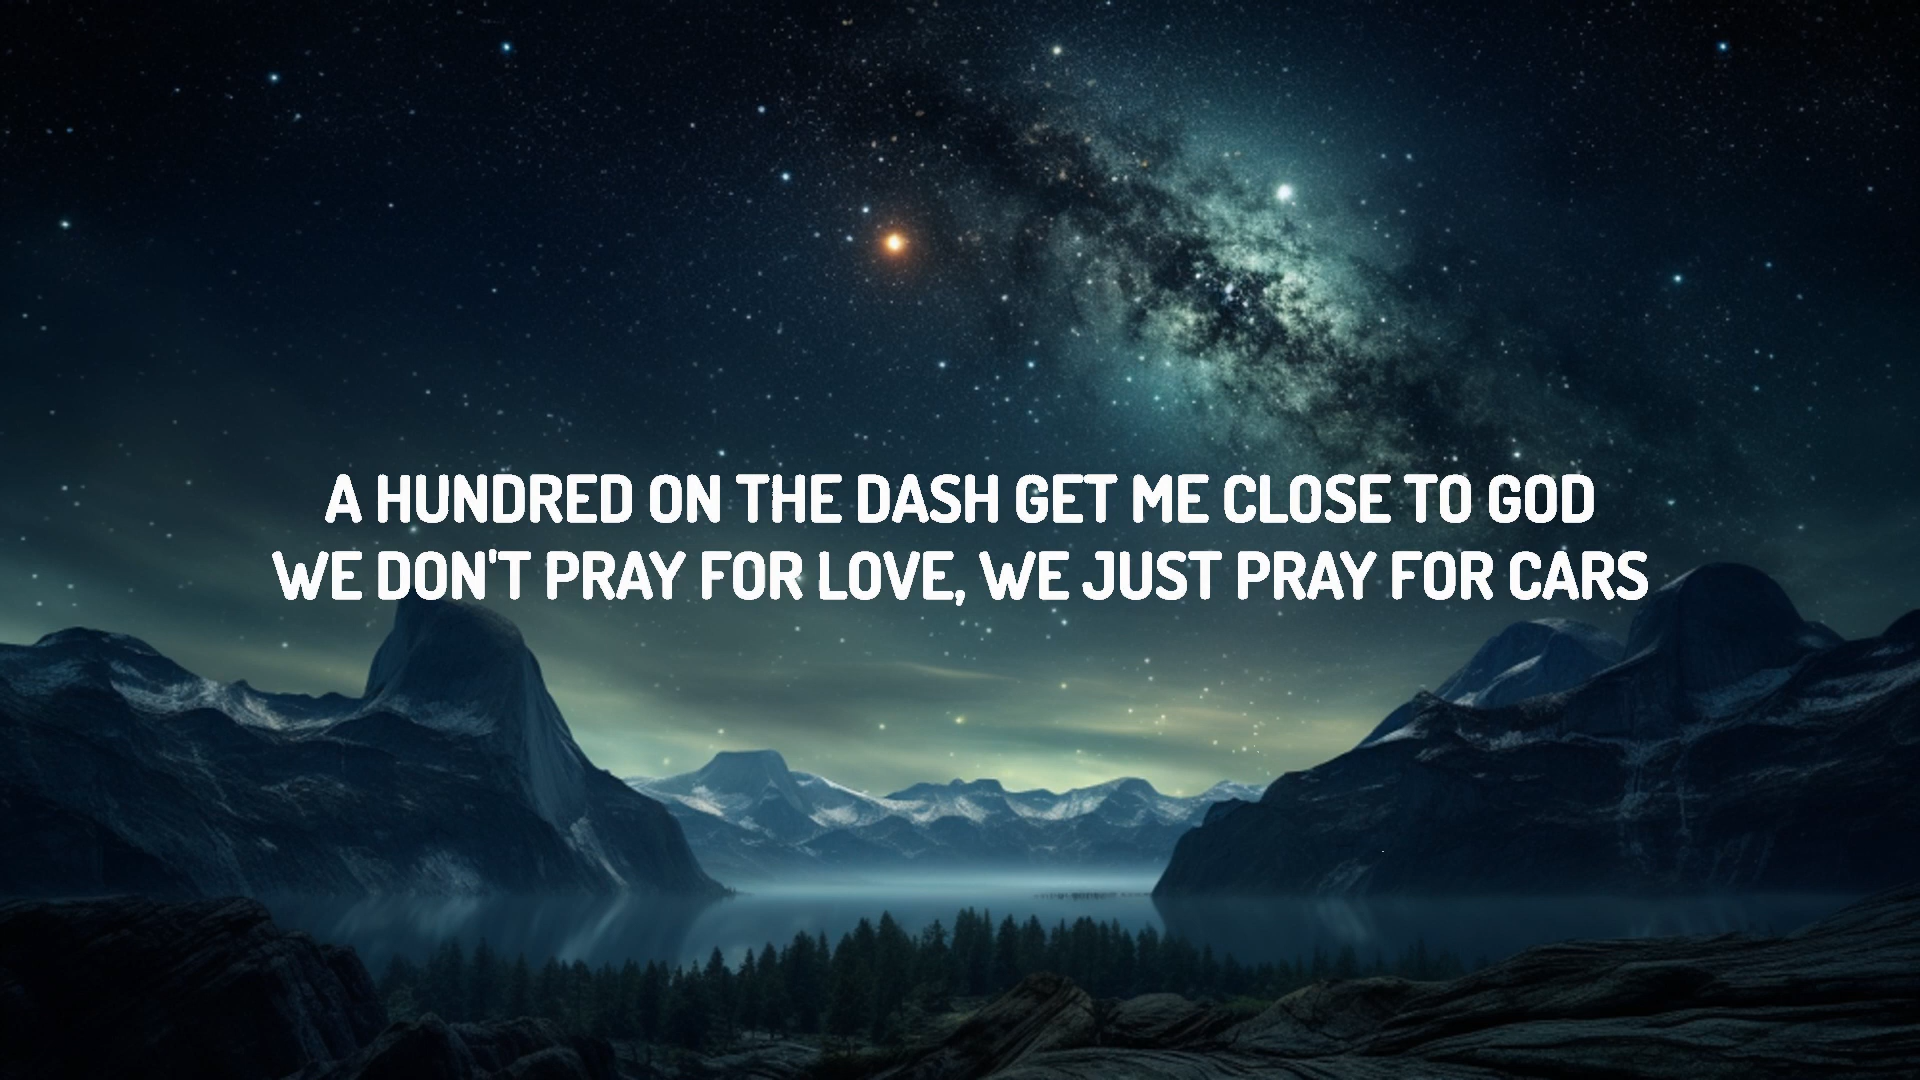 A HUNDRED ON THE DASH GET ME CLOSE TO GOD
WE DON'T PRAY FOR LOVE, WE JUST PRAY FOR CARS